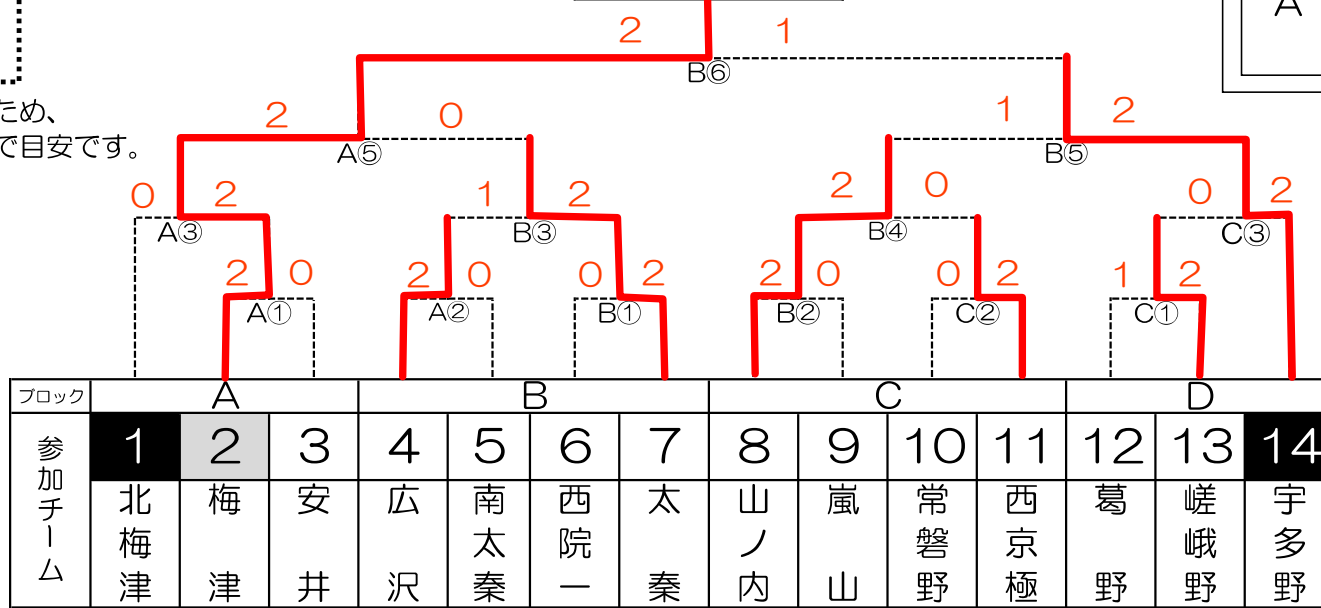 A
2 1
B⑥
ため、
2 0 1 2
で目安です。
A⑤ B⑤
0 2 1 2 2 0 0 2
A③ B③ B④ C③
2 0 2 0 0 2 2 0 0 2 1 2
A① A② B① B② C② C①
ブロック A B C D
参加チーム 1 2 3 4 5 6 7 8 9 10 11 12 13 14
北梅津 梅津 安井 広沢 南太秦 西院一 太秦 山ノ内 嵐山 常磐野 西京極 葛野 嵯峨野 宇多野